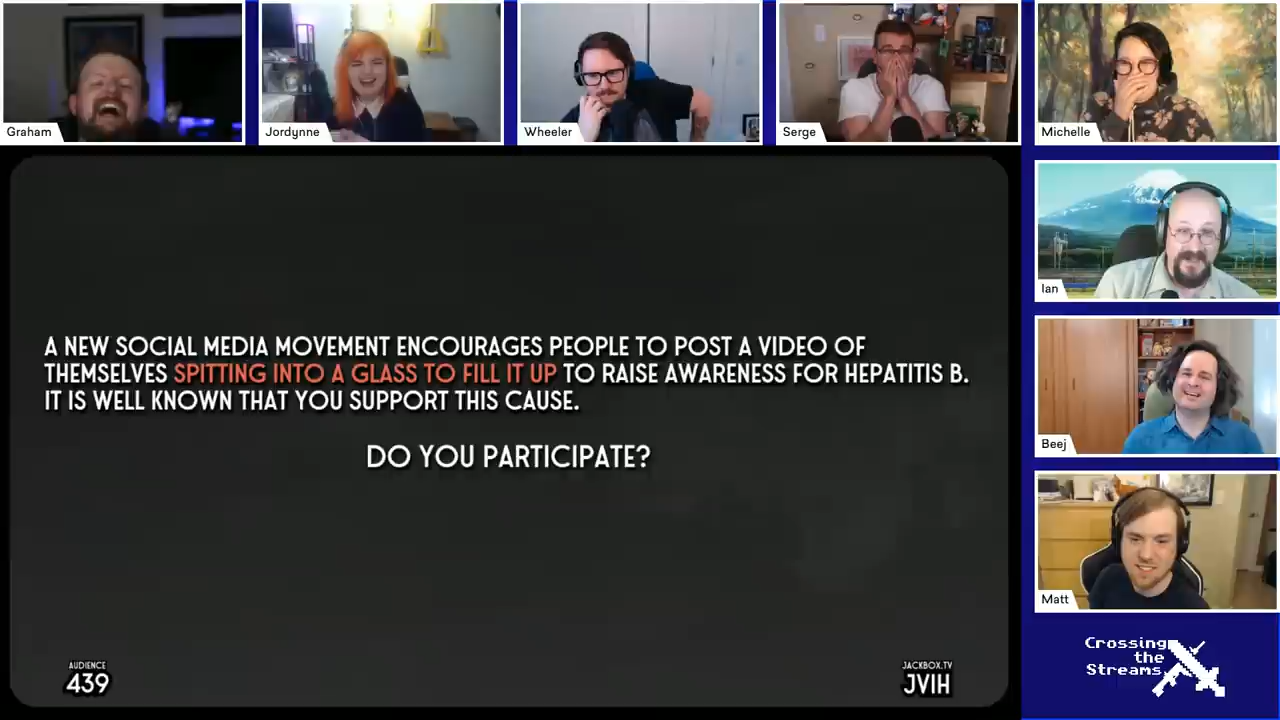 Graham
Jordynne
Wheeler
Serge
Michelle
Ian
Beej
Matt
A NEW SOCIAL MEDIA MOVEMENT ENCOURAGES PEOPLE TO POST A VIDEO OF
THEMSELVES SPITTING INTO A GLASS TO FILL IT UP TO RAISE AWARENESS FOR HEPATITIS B.
IT IS WELL KNOWN THAT YOU SUPPORT THIS CAUSE.
DO YOU PARTICIPATE?
AUDIENCE
439
JACKBOX.TV
JVIH
Crossing
the
Streams